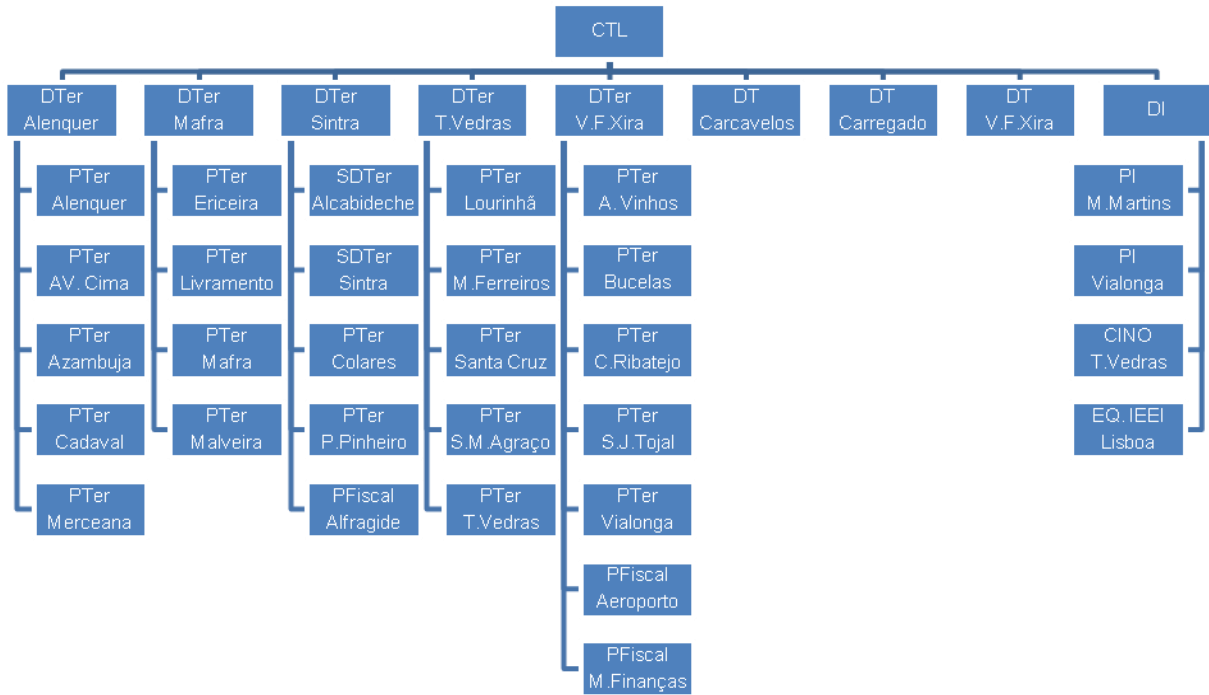 CTL
DTer
Alenquer
DTer
Mafra
DTer
Sintra
DTer
T.Vedras
DTer
V.F.Xira
DT
Carcavelos
DT
Carregado
DT
V.F.Xira
DI
PTer
Alenquer
PTer
AV. Cima
PTer
Azambuja
PTer
Cadaval
PTer
Merceana
PTer
Ericeira
PTer
Livramento
PTer
Mafra
PTer
Malveira
SDTer
Alcabideche
SDTer
Sintra
PTer
Colares
PTer
P.Pinheiro
PFiscal
Alfragide
PTer
Lourinhã
PTer
M.Ferreiros
PTer
Santa Cruz
PTer
S.M.Agraço
PTer
T.Vedras
PTer
A. Vinhos
PTer
Bucelas
PTer
C.Ribatejo
PTer
S.J.Tojal
PTer
Vialonga
PFiscal
Aeroporto
PFiscal
M.Finanças
PI
M.Martins
PI
Vialonga
CINO
T.Vedras
EQ. IEEI
Lisboa